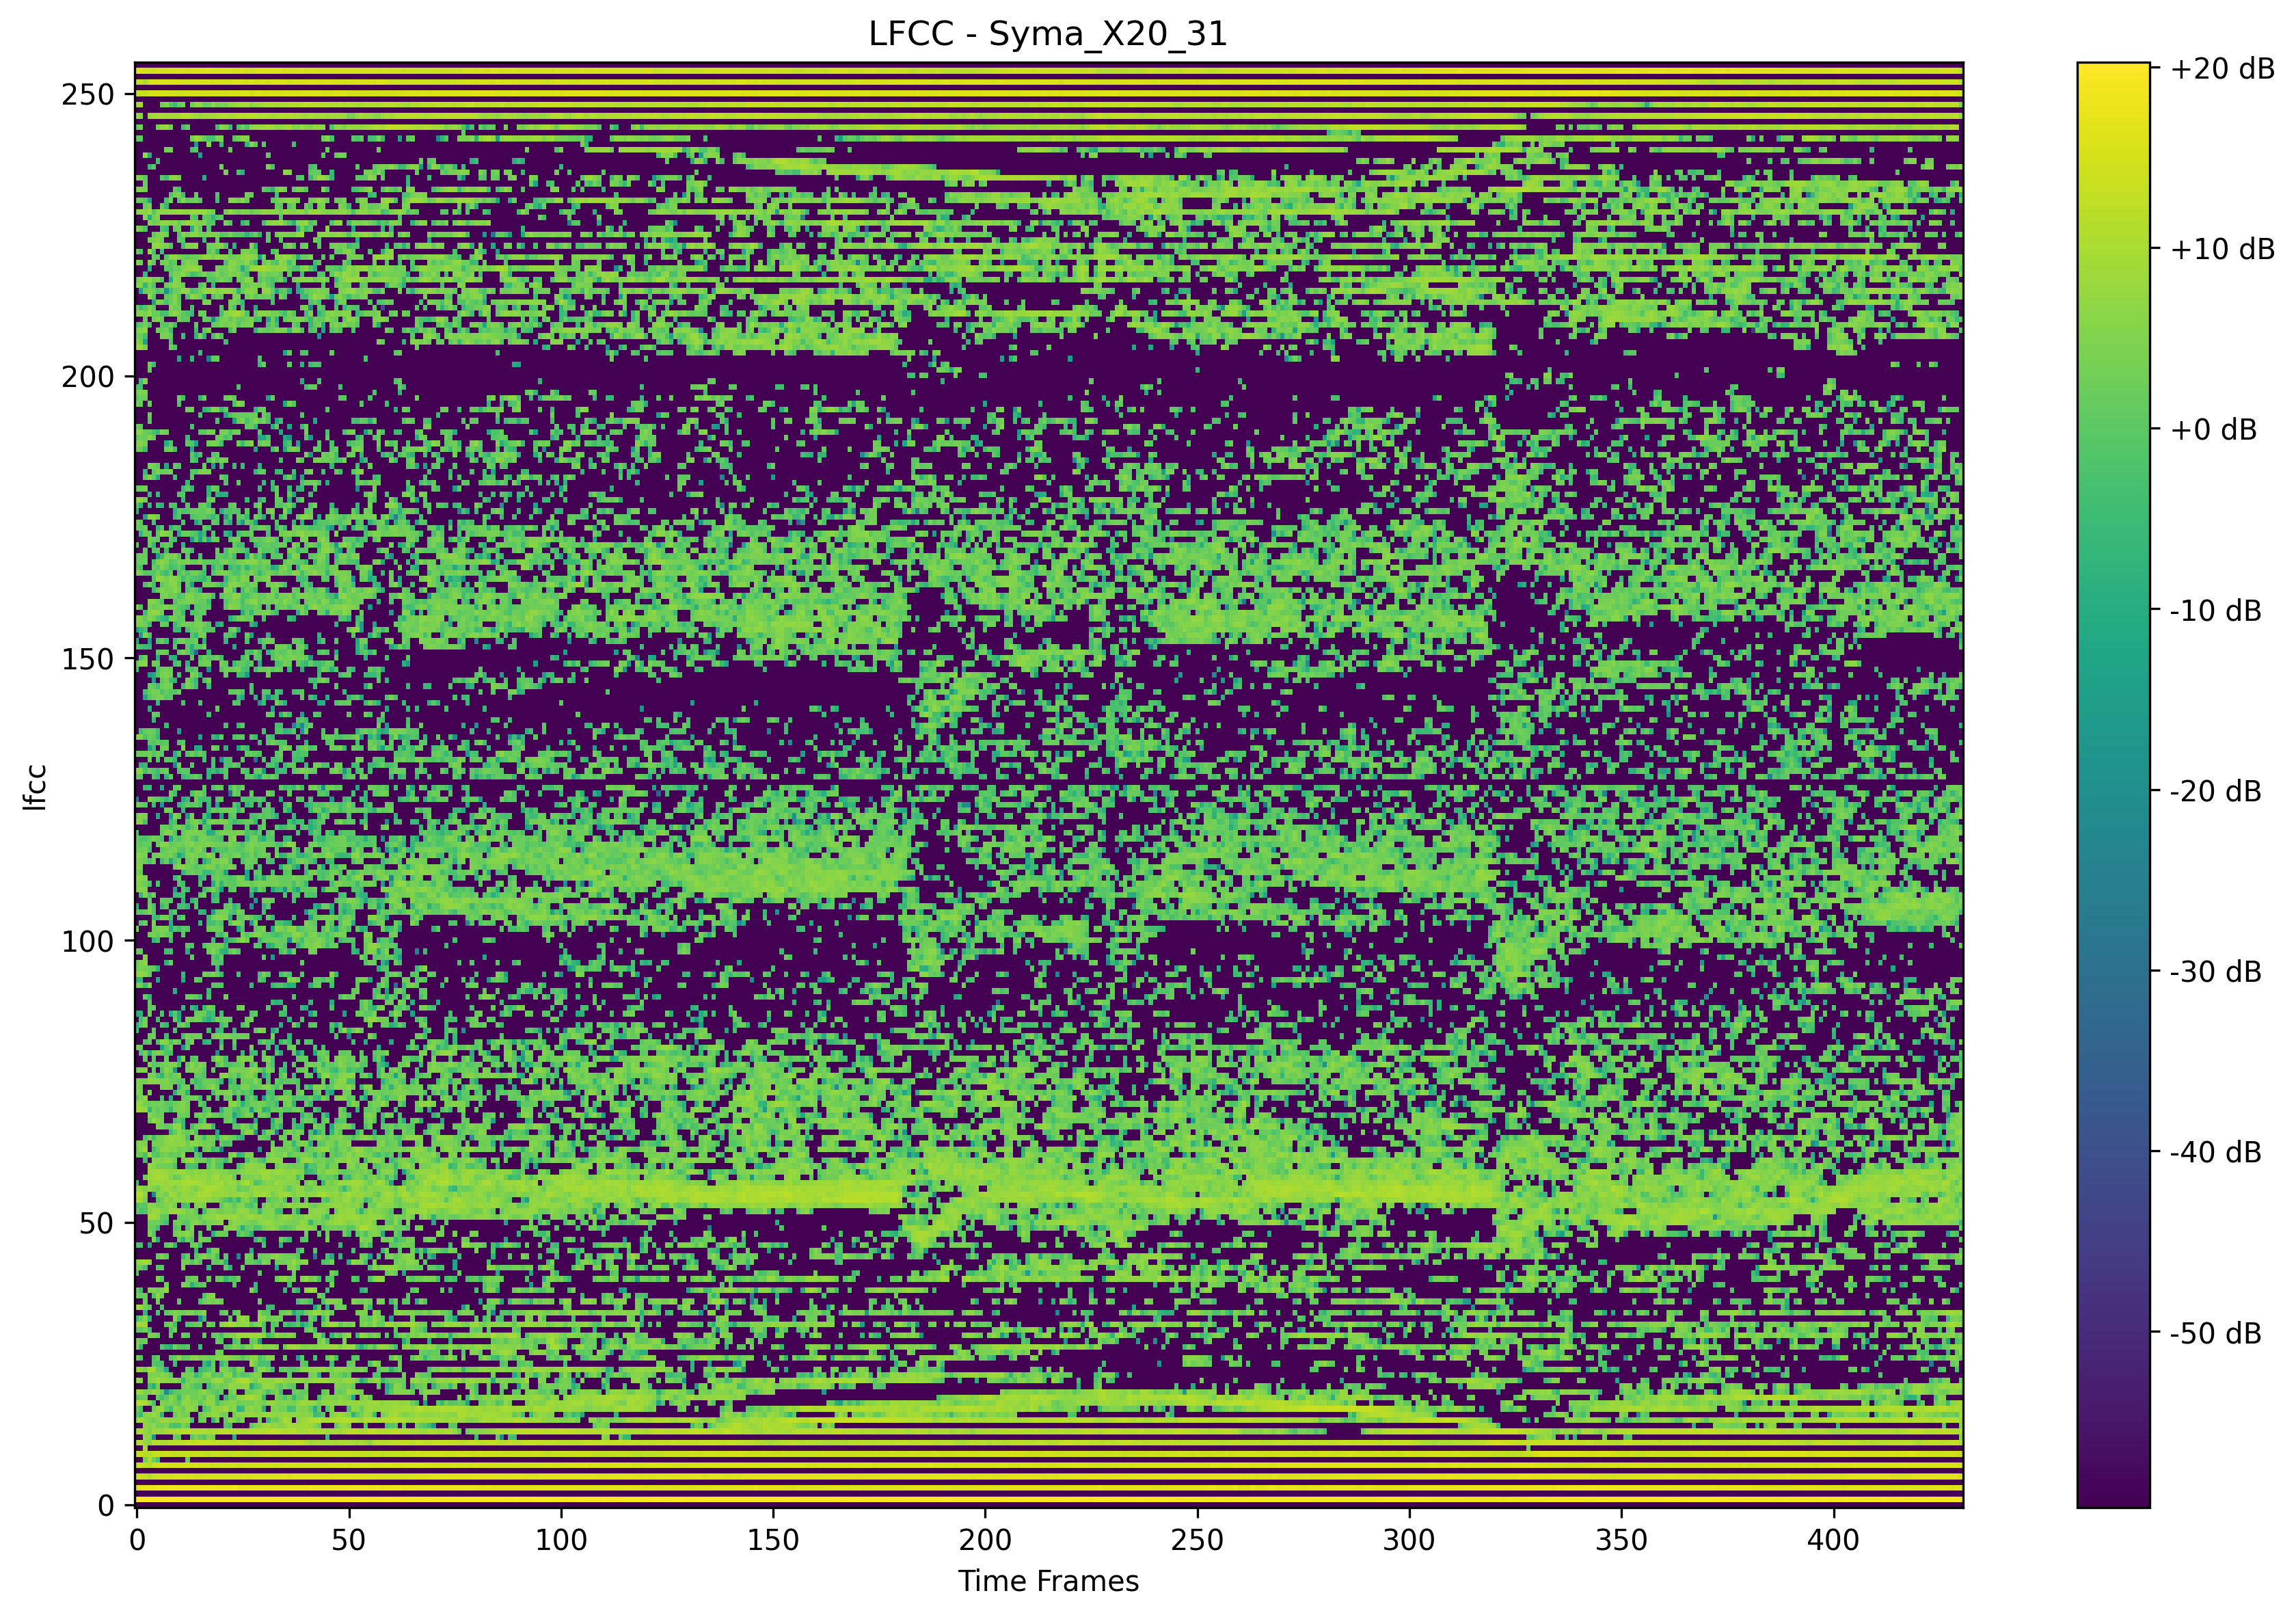 LFCC - Syma_X20_31
250
200
150
100
50
0
lfcc
0 50 100 150 200 250 300 350 400
Time Frames
+20 dB
+10 dB
+0 dB
-10 dB
-20 dB
-30 dB
-40 dB
-50 dB